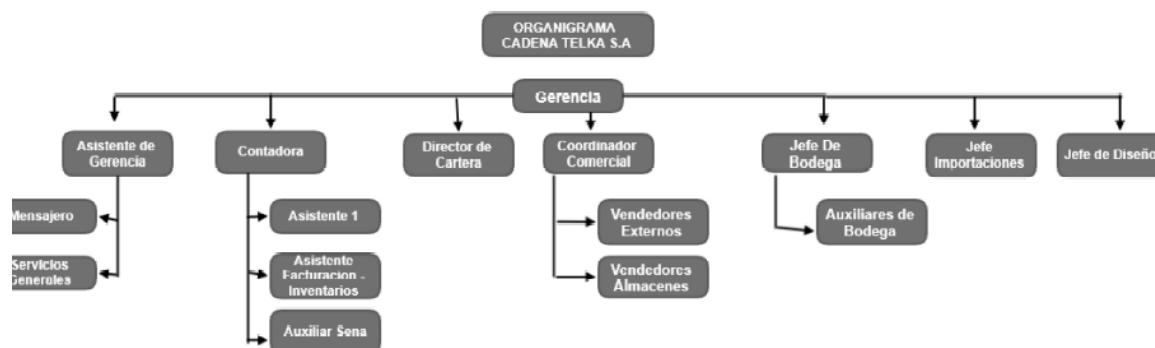 ORGANIGRAMA
CADENA TELKA S.A
Gerencia
Asistente de
Gerencia
Contadora
Director de
Cartera
Coordinador
Comercial
Jefe De
Bodega
Jefe
Importaciones
Jefe de Diseño
Mensajero
Servicios
Generales
Asistente 1
Asistente
Facturacion -
Inventarios
Auxiliar Sena
Vendedores
Externos
Vendedores
Almacenes
Auxiliares de
Bodega